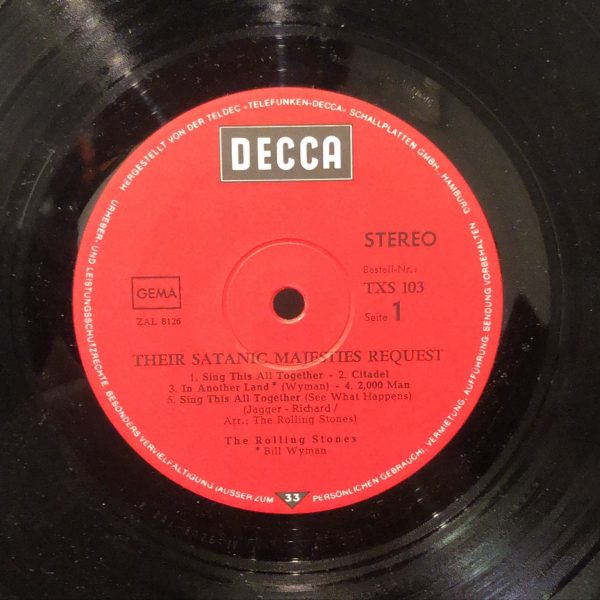 HERGESTELLT VON DER TELDEC »TELEFUNKEN-DECCA« SCHALLPLATTEN GMBH, HAMBURG
DECCA
STEREO
Bestell-Nr.:
TXS 103
Seite 1
GEMA
ZAL 8126
THEIR SATANIC MAJESTIES REQUEST
1. Sing This All Together - 2. Citadel
3. In Another Land * (Wyman) - 4. 2,000 Man
5. Sing This All Together (See What Happens)
(Jagger - Richard /
Arr.: The Rolling Stones)
The Rolling Stones
* Bill Wyman
33
URHEBER- UND LEISTUNGSSCHUTZRECHTE, BESONDERS VERVIELFÄLTIGUNG (AUSSER ZUM PERSÖNLICHEN GEBRAUCH), VERMIETUNG, AUFFÜHRUNG, SENDUNG VORBEHALTEN